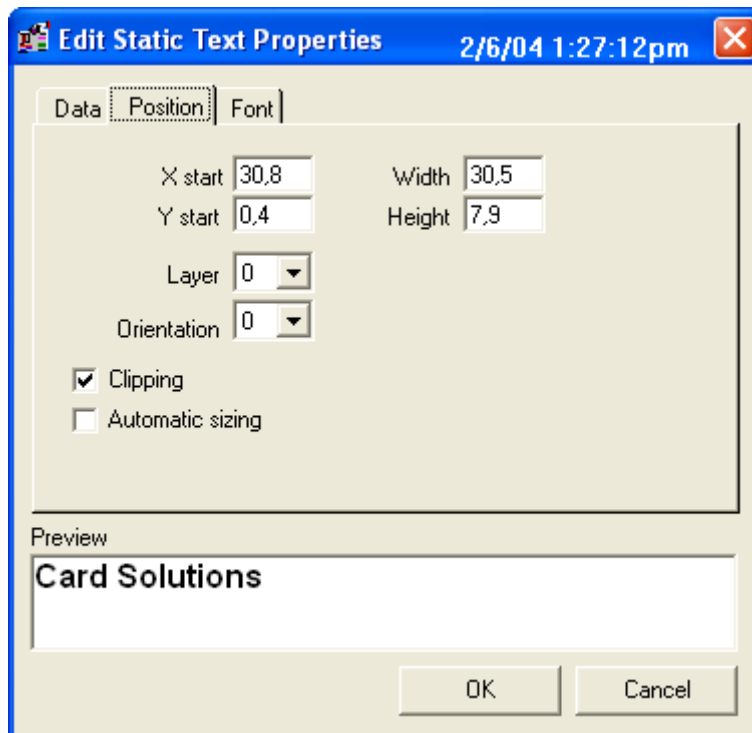 Edit Static Text Properties 2/6/04 1:27:12pm
Data Position Font
X start 30,8 Width 30,5
Y start 0,4 Height 7,9
Layer 0
Orientation 0
Clipping
Automatic sizing
Preview
Card Solutions
OK Cancel